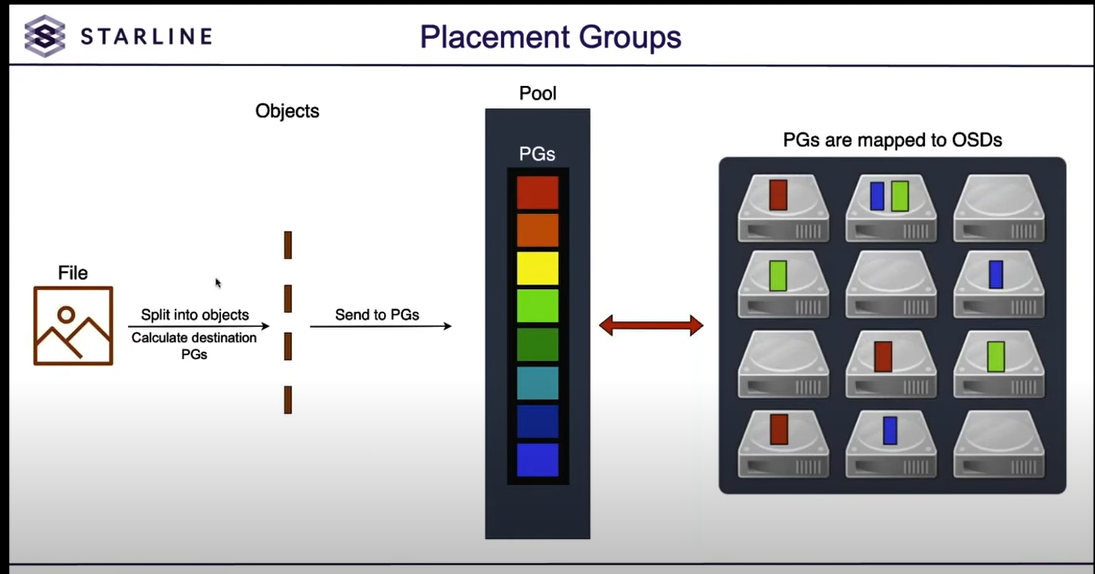 STARLINE
Placement Groups
Objects
Pool
PGs are mapped to OSDs
PGs
File
Split into objects
Calculate destination
PGs
Send to PGs